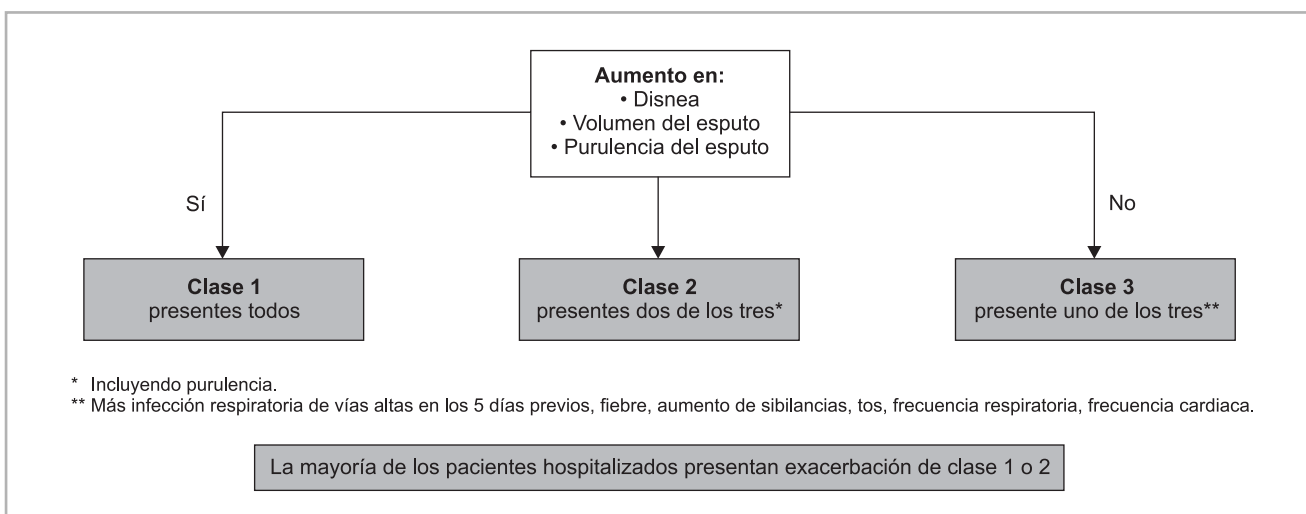 Aumento en:
• Disnea
• Volumen del esputo
• Purulencia del esputo
Sí
No
Clase 1
presentes todos
Clase 2
presentes dos de los tres*
Clase 3
presente uno de los tres**
* Incluyendo purulencia.
** Más infección respiratoria de vías altas en los 5 días previos, fiebre, aumento de sibilancias, tos, frecuencia respiratoria, frecuencia cardiaca.
La mayoría de los pacientes hospitalizados presentan exacerbación de clase 1 o 2